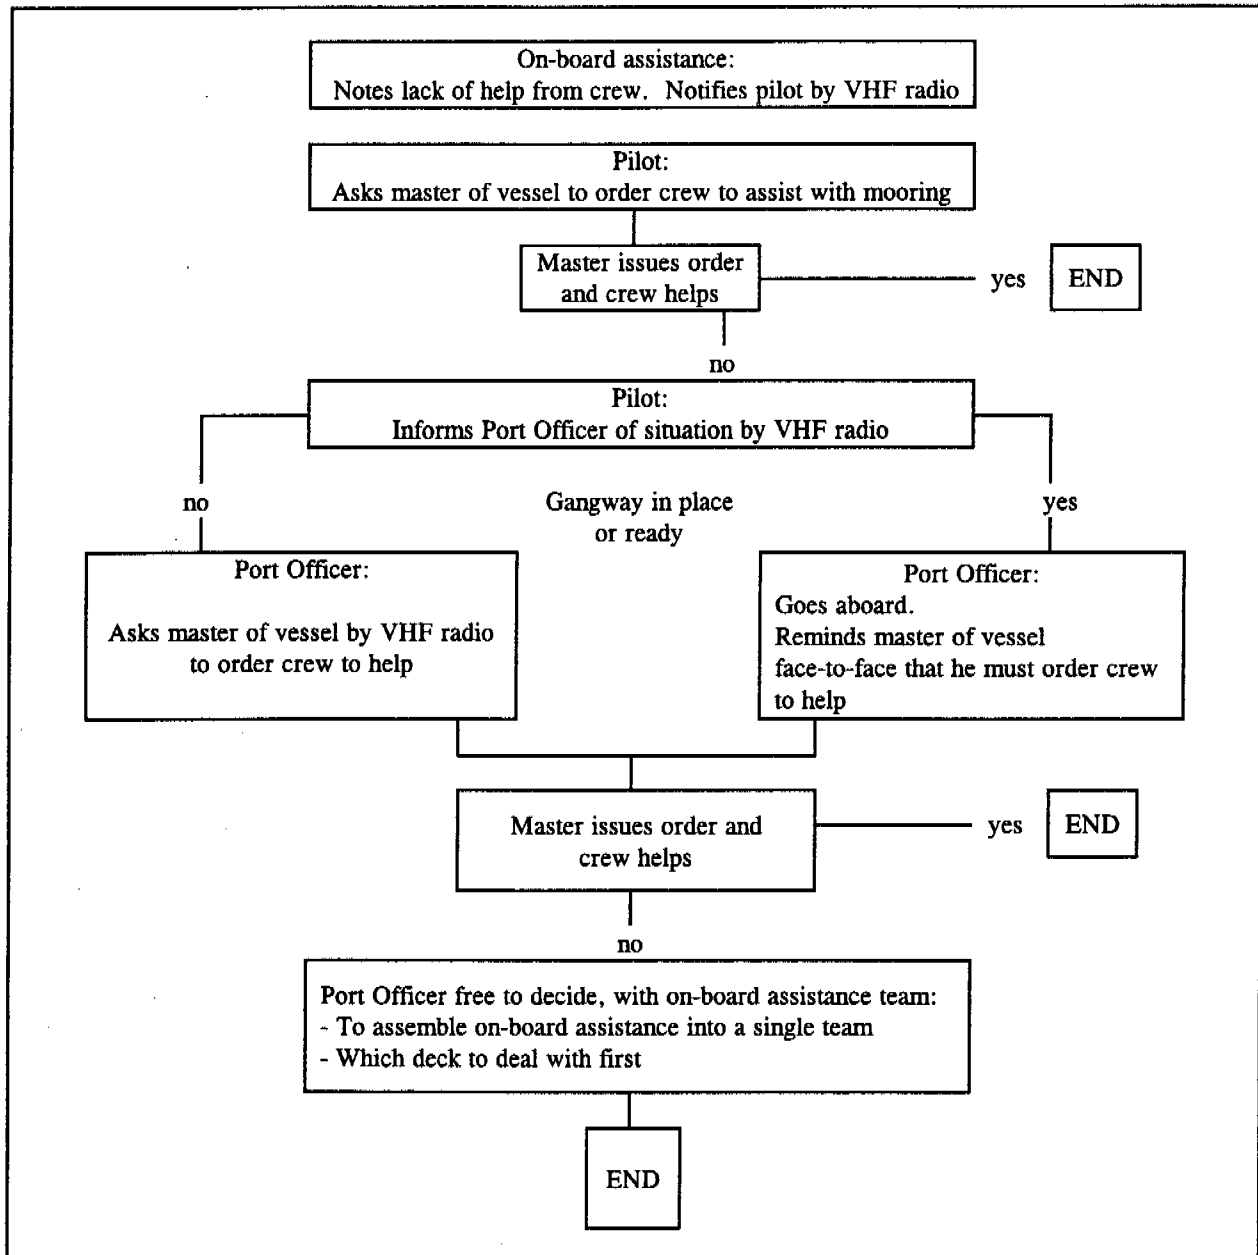 On-board assistance:
Notes lack of help from crew. Notifies pilot by VHF radio
Pilot:
Asks master of vessel to order crew to assist with mooring
Master issues order
and crew helps
yes
END
no
Pilot:
Informs Port Officer of situation by VHF radio
no
Gangway in place
or ready
yes
Port Officer:
Asks master of vessel by VHF radio
to order crew to help
Port Officer:
Goes aboard.
Reminds master of vessel
face-to-face that he must order crew
to help
Master issues order and
crew helps
yes
END
no
Port Officer free to decide, with on-board assistance team:
- To assemble on-board assistance into a single team
- Which deck to deal with first
END